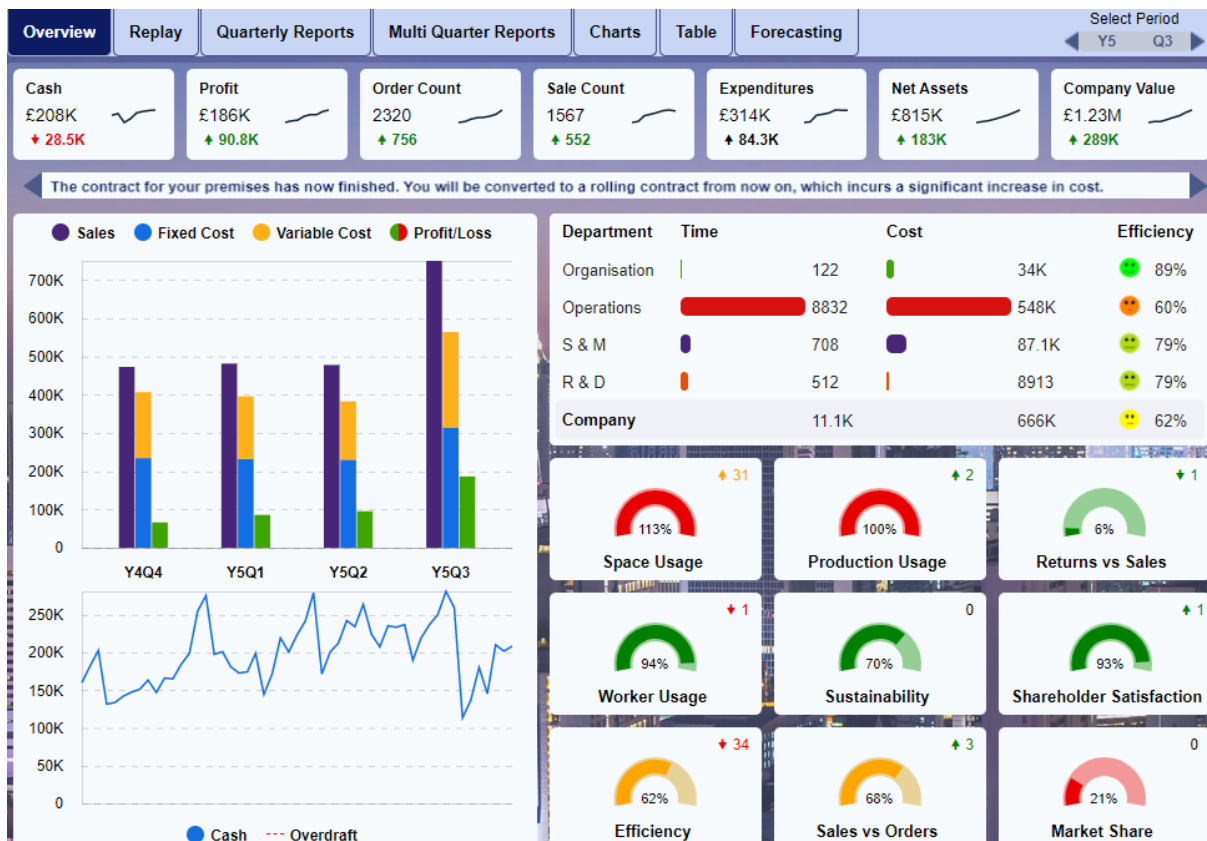 Overview Replay Quarterly Reports Multi Quarter Reports Charts Table Forecasting
Select Period
Y5 Q3
Cash
£208K
28.5K
Profit
£186K
90.8K
Order Count
2320
756
Sale Count
1567
552
Expenditures
£314K
84.3K
Net Assets
£815K
183K
Company Value
£1.23M
289K
The contract for your premises has now finished. You will be converted to a rolling contract from now on, which incurs a significant increase in cost.
Sales Fixed Cost Variable Cost Profit/Loss
700K
600K
500K
400K
300K
200K
100K
0
Y4Q4 Y5Q1 Y5Q2 Y5Q3
250K
200K
150K
100K
50K
0
Cash Overdraft
Department Time Cost Efficiency
Organisation 122 34K 89%
Operations 8832 548K 60%
S & M 708 87.1K 79%
R & D 512 8913 79%
Company 11.1K 666K 62%
31
113%
Space Usage
2
100%
Production Usage
1
6%
Returns vs Sales
1
94%
Worker Usage
0
70%
Sustainability
1
93%
Shareholder Satisfaction
34
62%
Efficiency
3
68%
Sales vs Orders
0
21%
Market Share